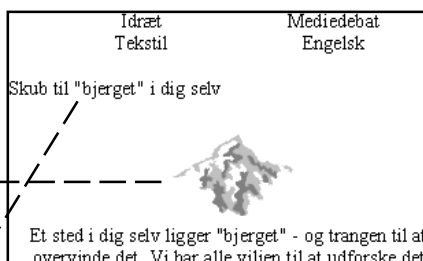 Idræt Mediedebat
Tekstil Engelsk
Skub til "bjerget" i dig selv
Et sted i dig selv ligger "bjerget" - og trangen til at
overvinde det. Vi har alle viljen til at udforske det